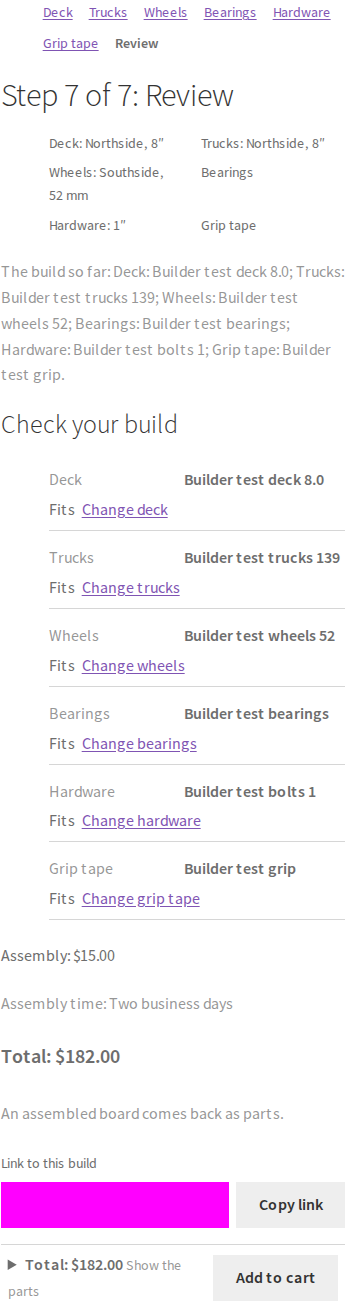 Deck Trucks Wheels Bearings Hardware
Grip tape Review
Step 7 of 7: Review
Deck: Northside, 8″ Trucks: Northside, 8″
Wheels: Southside, Bearings
52 mm
Hardware: 1″ Grip tape
The build so far: Deck: Builder test deck 8.0; Trucks:
Builder test trucks 139; Wheels: Builder test
wheels 52; Bearings: Builder test bearings;
Hardware: Builder test bolts 1; Grip tape: Builder
test grip.
Check your build
Deck Builder test deck 8.0
Fits Change deck
Trucks Builder test trucks 139
Fits Change trucks
Wheels Builder test wheels 52
Fits Change wheels
Bearings Builder test bearings
Fits Change bearings
Hardware Builder test bolts 1
Fits Change hardware
Grip tape Builder test grip
Fits Change grip tape
Assembly: $15.00
Assembly time: Two business days
Total: $182.00
An assembled board comes back as parts.
Link to this build
Copy link
Total: $182.00 Show the
parts
Add to cart